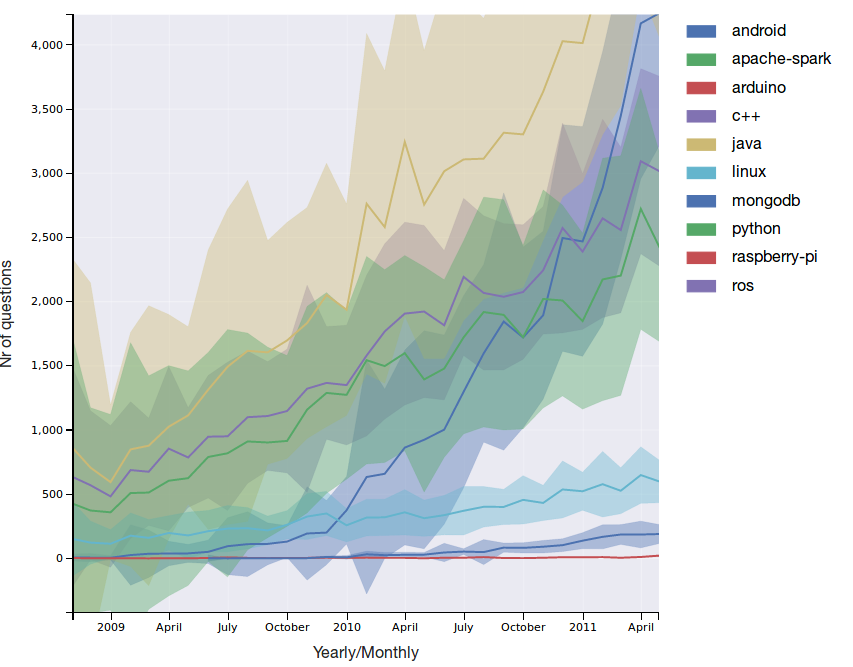 4,000
3,500
3,000
2,500
2,000
1,500
1,000
500
0
Nr of questions
2009 April July October 2010 April July October 2011 April
Yearly/Monthly
android
apache-spark
arduino
c++
java
linux
mongodb
python
raspberry-pi
ros